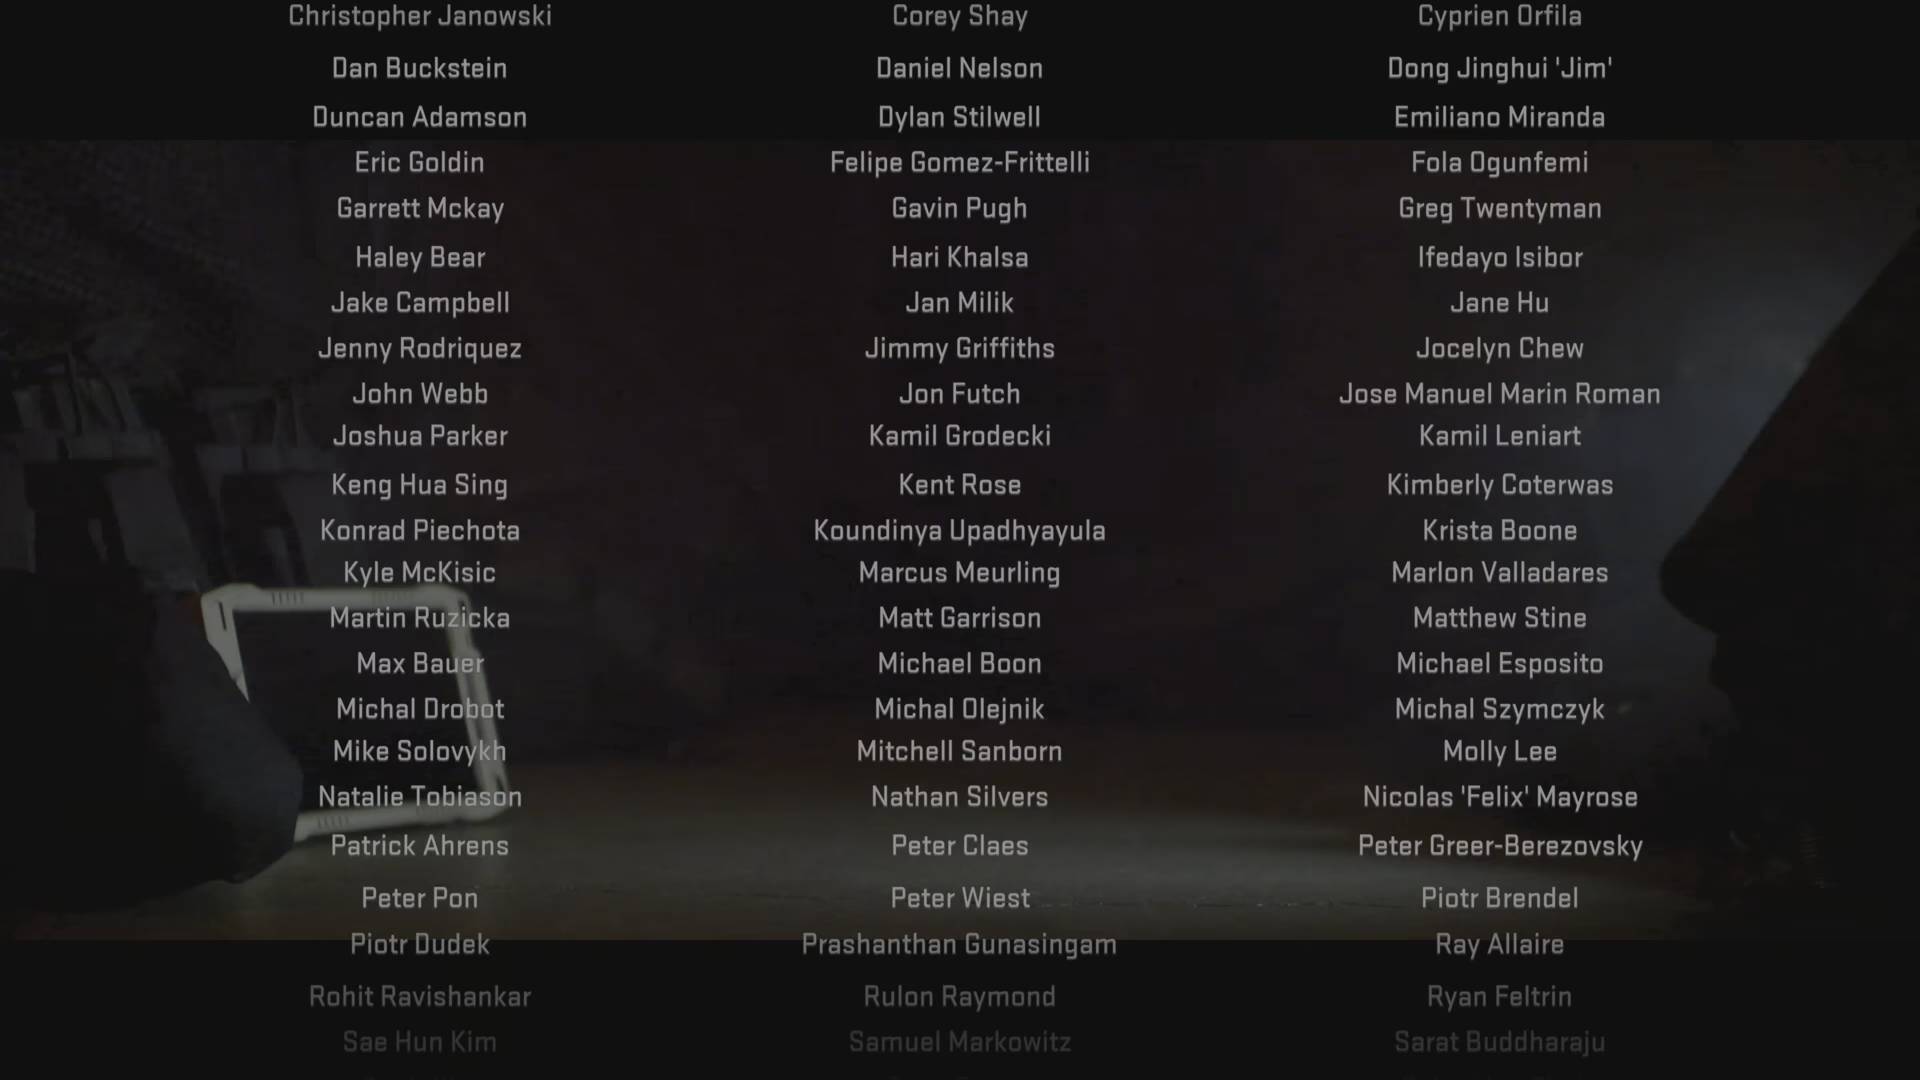 Christopher Janowski Corey Shay Cyprien Orfila
Dan Buckstein Daniel Nelson Dong Jinghui 'Jim'
Duncan Adamson Dylan Stilwell Emiliano Miranda
Eric Goldin Felipe Gomez-Frittelli Fola Ogunfemi
Garrett Mckay Gavin Pugh Greg Twentyman
Haley Bear Hari Khalsa Ifedayo Isibor
Jake Campbell Jan Milik Jane Hu
Jenny Rodriquez Jimmy Griffiths Jocelyn Chew
John Webb Jon Futch Jose Manuel Marin Roman
Joshua Parker Kamil Grodecki Kamil Leniart
Keng Hua Sing Kent Rose Kimberly Coterwas
Konrad Piechota Koundinya Upadhyayula Krista Boone
Kyle McKisic Marcus Meurling Marlon Valladares
Martin Ruzicka Matt Garrison Matthew Stine
Max Bauer Michael Boon Michael Esposito
Michal Drobot Michal Olejnik Michal Szymczyk
Mike Solovykh Mitchell Sanborn Molly Lee
Natalie Tobiason Nathan Silvers Nicolas 'Felix' Mayrose
Patrick Ahrens Peter Claes Peter Greer-Berezovsky
Peter Pon Peter Wiest Piotr Brendel
Piotr Dudek Prashanthan Gunasingam Ray Allaire
Rohit Ravishankar Rulon Raymond Ryan Feltrin
Sae Hun Kim Samuel Markowitz Sarat Buddharaju